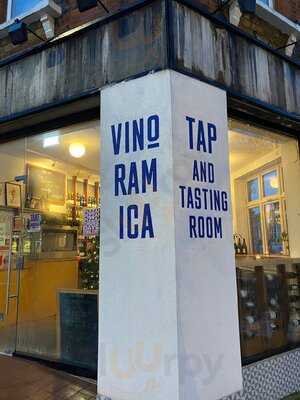 VINO
RAM
ICA
TAP
AND
TASTING
ROOM